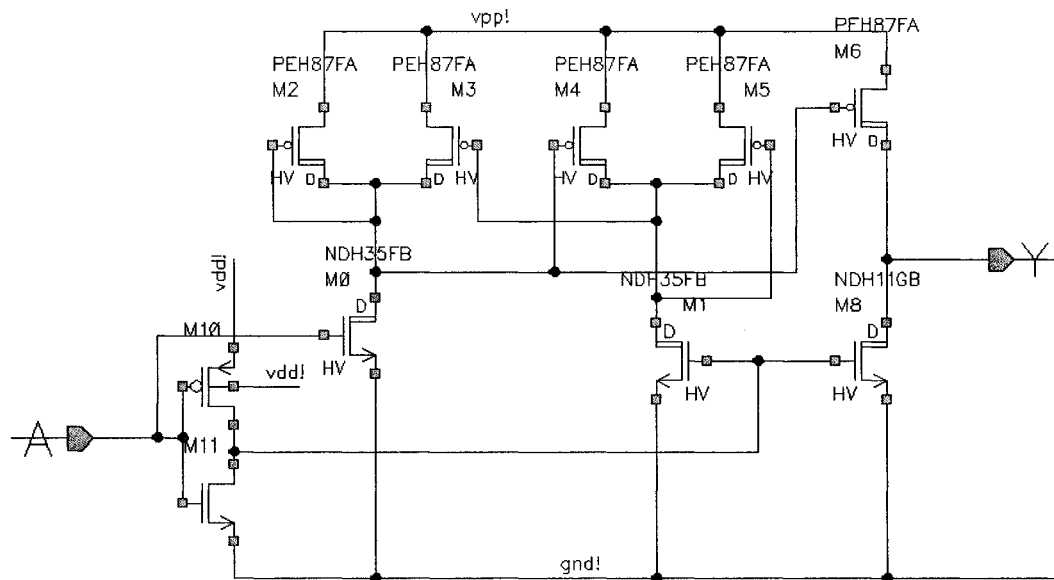 vpp!
PEH87FA
M6
PEH87FA
M2
PEH87FA
M3
PEH87FA
M4
PEH87FA
M5
HV
D
D
HV
HV
D
D
HV
HV
D
NDH35FB
M0
NDH35FB
M1
NDH11GB
M8
Y
vdd!
D
D
D
M10
HV
vdd!
HV
HV
A
M11
gnd!